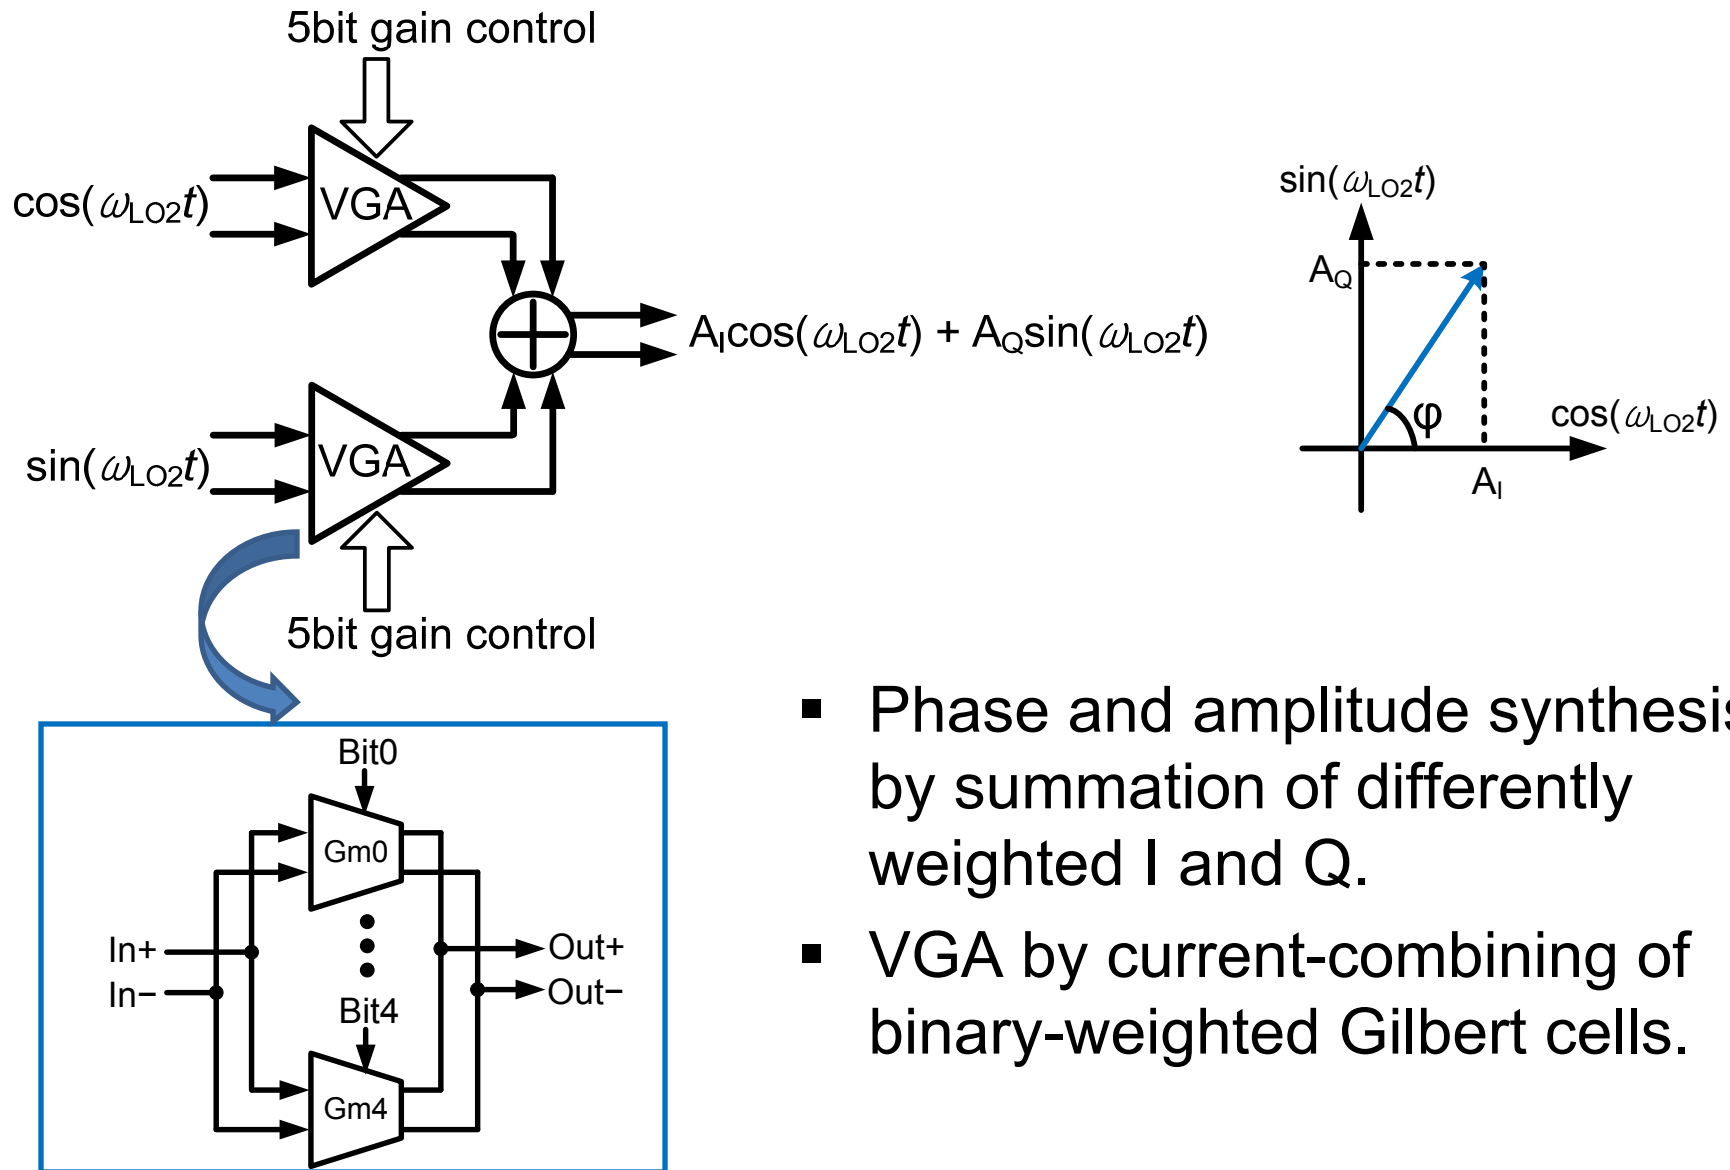 5bit gain control
cos(ωLO2t)
VGA
AIcos(ωLO2t) + AQsin(ωLO2t)
sin(ωLO2t)
VGA
5bit gain control
sin(ωLO2t)
AQ
φ
cos(ωLO2t)
AI
Bit0
Gm0
In+
In−
Out+
Out−
Bit4
Gm4
▪ Phase and amplitude synthesis
by summation of differently
weighted I and Q.
▪ VGA by current-combining of
binary-weighted Gilbert cells.